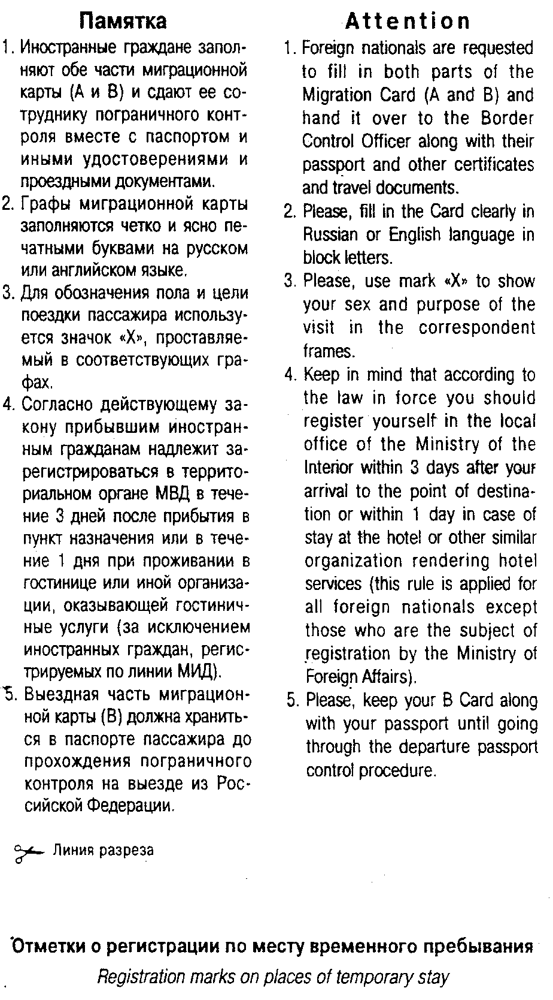 Памятка
1. Иностранные граждане запол-
няют обе части миграционной
карты (А и В) и сдают ее со-
труднику пограничного конт-
роля вместе с паспортом и
иными удостоверениями и
проездными документами.
2. Графы миграционной карты
заполняются четко и ясно пе-
чатными буквами на русском
или английском языке.
3. Для обозначения пола и цели
поездки пассажира использу-
ется значок «X», проставляе-
мый в соответствующих гра-
фах.
4. Согласно действующему за-
кону прибывшим иностран-
ным гражданам надлежит за-
регистрироваться в террито-
риальном органе МВД в тече-
ние 3 дней после прибытия в
пункт назначения или в тече-
ние 1 дня при проживании в
гостинице или иной организа-
ции, оказывающей гостинич-
ные услуги (за исключением
иностранных граждан, регис-
трируемых по линии МИД).
5. Выездная часть миграцион-
ной карты (В) должна хранить-
ся в паспорте пассажира до
прохождения пограничного
контроля на выезде из Рос-
сийской Федерации.
Attention
1. Foreign nationals are requested
to fill in both parts of the
Migration Card (A and B) and
hand it over to the Border
Control Officer along with their
passport and other certificates
and travel documents.
2. Please, fill in the Card clearly in
Russian or English language in
block letters.
3. Please, use mark «X» to show
your sex and purpose of the
visit in the correspondent
frames.
4. Keep in mind that according to
the law in force you should
register yourself in the local
office of the Ministry of the
Interior within 3 days after your
arrival to the point of destina-
tion or within 1 day in case of
stay at the hotel or other similar
organization rendering hotel
services (this rule is applied for
all foreign nationals except
those who are the subject of
registration by the Ministry of
Foreign Affairs).
5. Please, keep your B Card along
with your passport until going
through the departure passport
control procedure.
Линия разреза
Отметки о регистрации по месту временного пребывания
Registration marks on places of temporary stay